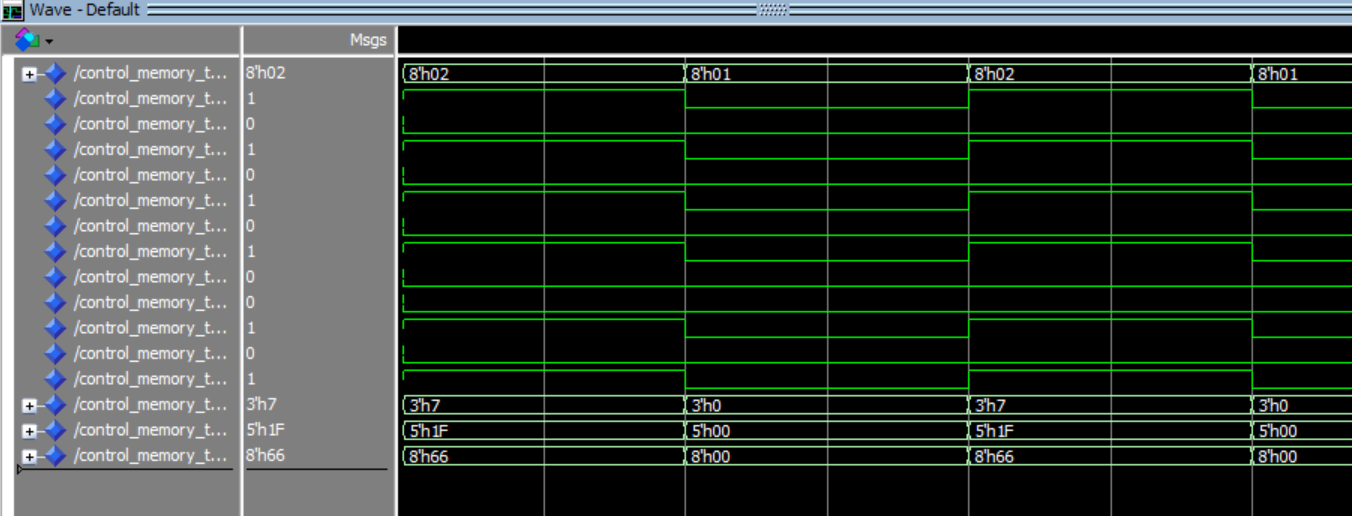 Wave - Default
Msgs
/control_memory_t... 8'h02 8'h02 8'h01 8'h02 8'h01
/control_memory_t... 1
/control_memory_t... 0
/control_memory_t... 1
/control_memory_t... 0
/control_memory_t... 1
/control_memory_t... 0
/control_memory_t... 1
/control_memory_t... 0
/control_memory_t... 0
/control_memory_t... 1
/control_memory_t... 0
/control_memory_t... 1
/control_memory_t... 3'h7 3'h7 3'h0 3'h7 3'h0
/control_memory_t... 5'h1F 5'h1F 5'h00 5'h1F 5'h00
/control_memory_t... 8'h66 8'h66 8'h00 8'h66 8'h00